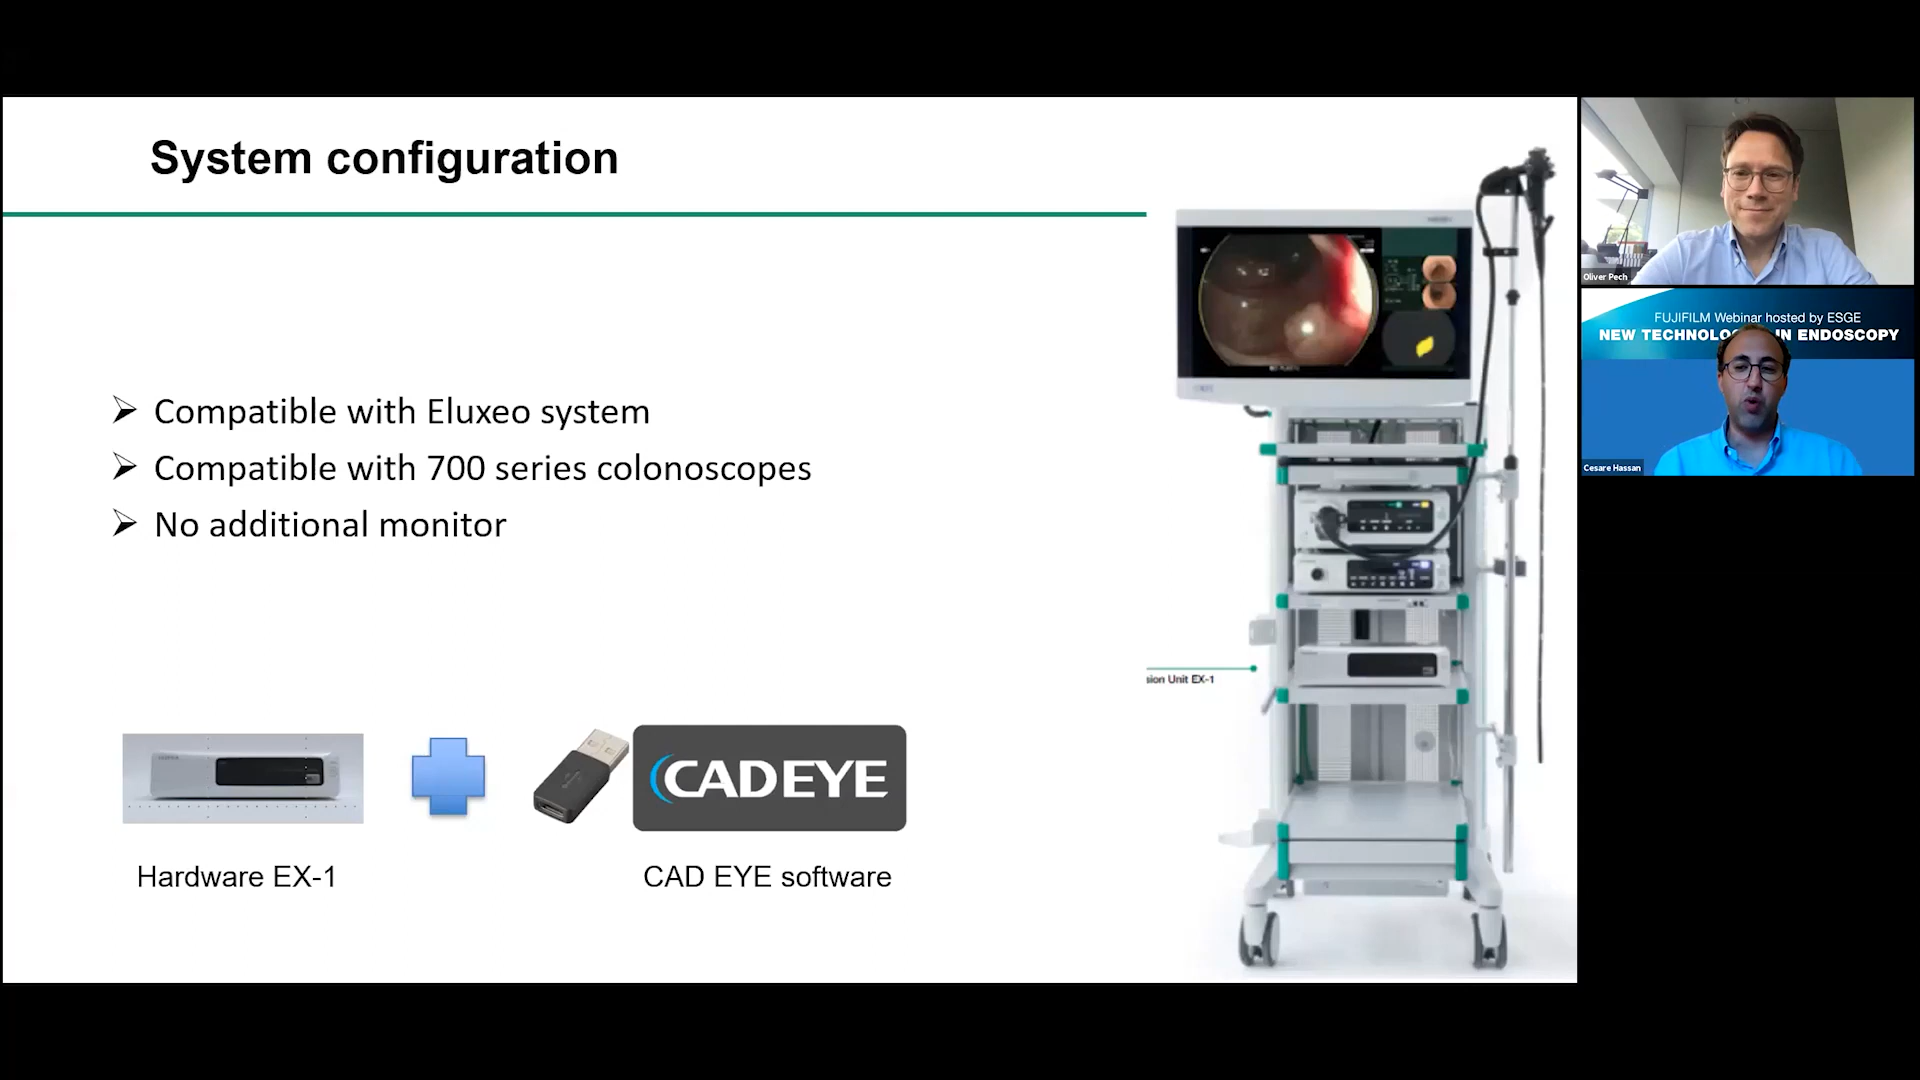 System configuration
Compatible with Eluxeo system
Compatible with 700 series colonoscopes
No additional monitor
sion Unit EX-1
CADEYE
Hardware EX-1
CAD EYE software
Oliver Pech
FUJIFILM Webinar hosted by ESGE
NEW TECHNOLO IN ENDOSCOPY
Cesare Hassan